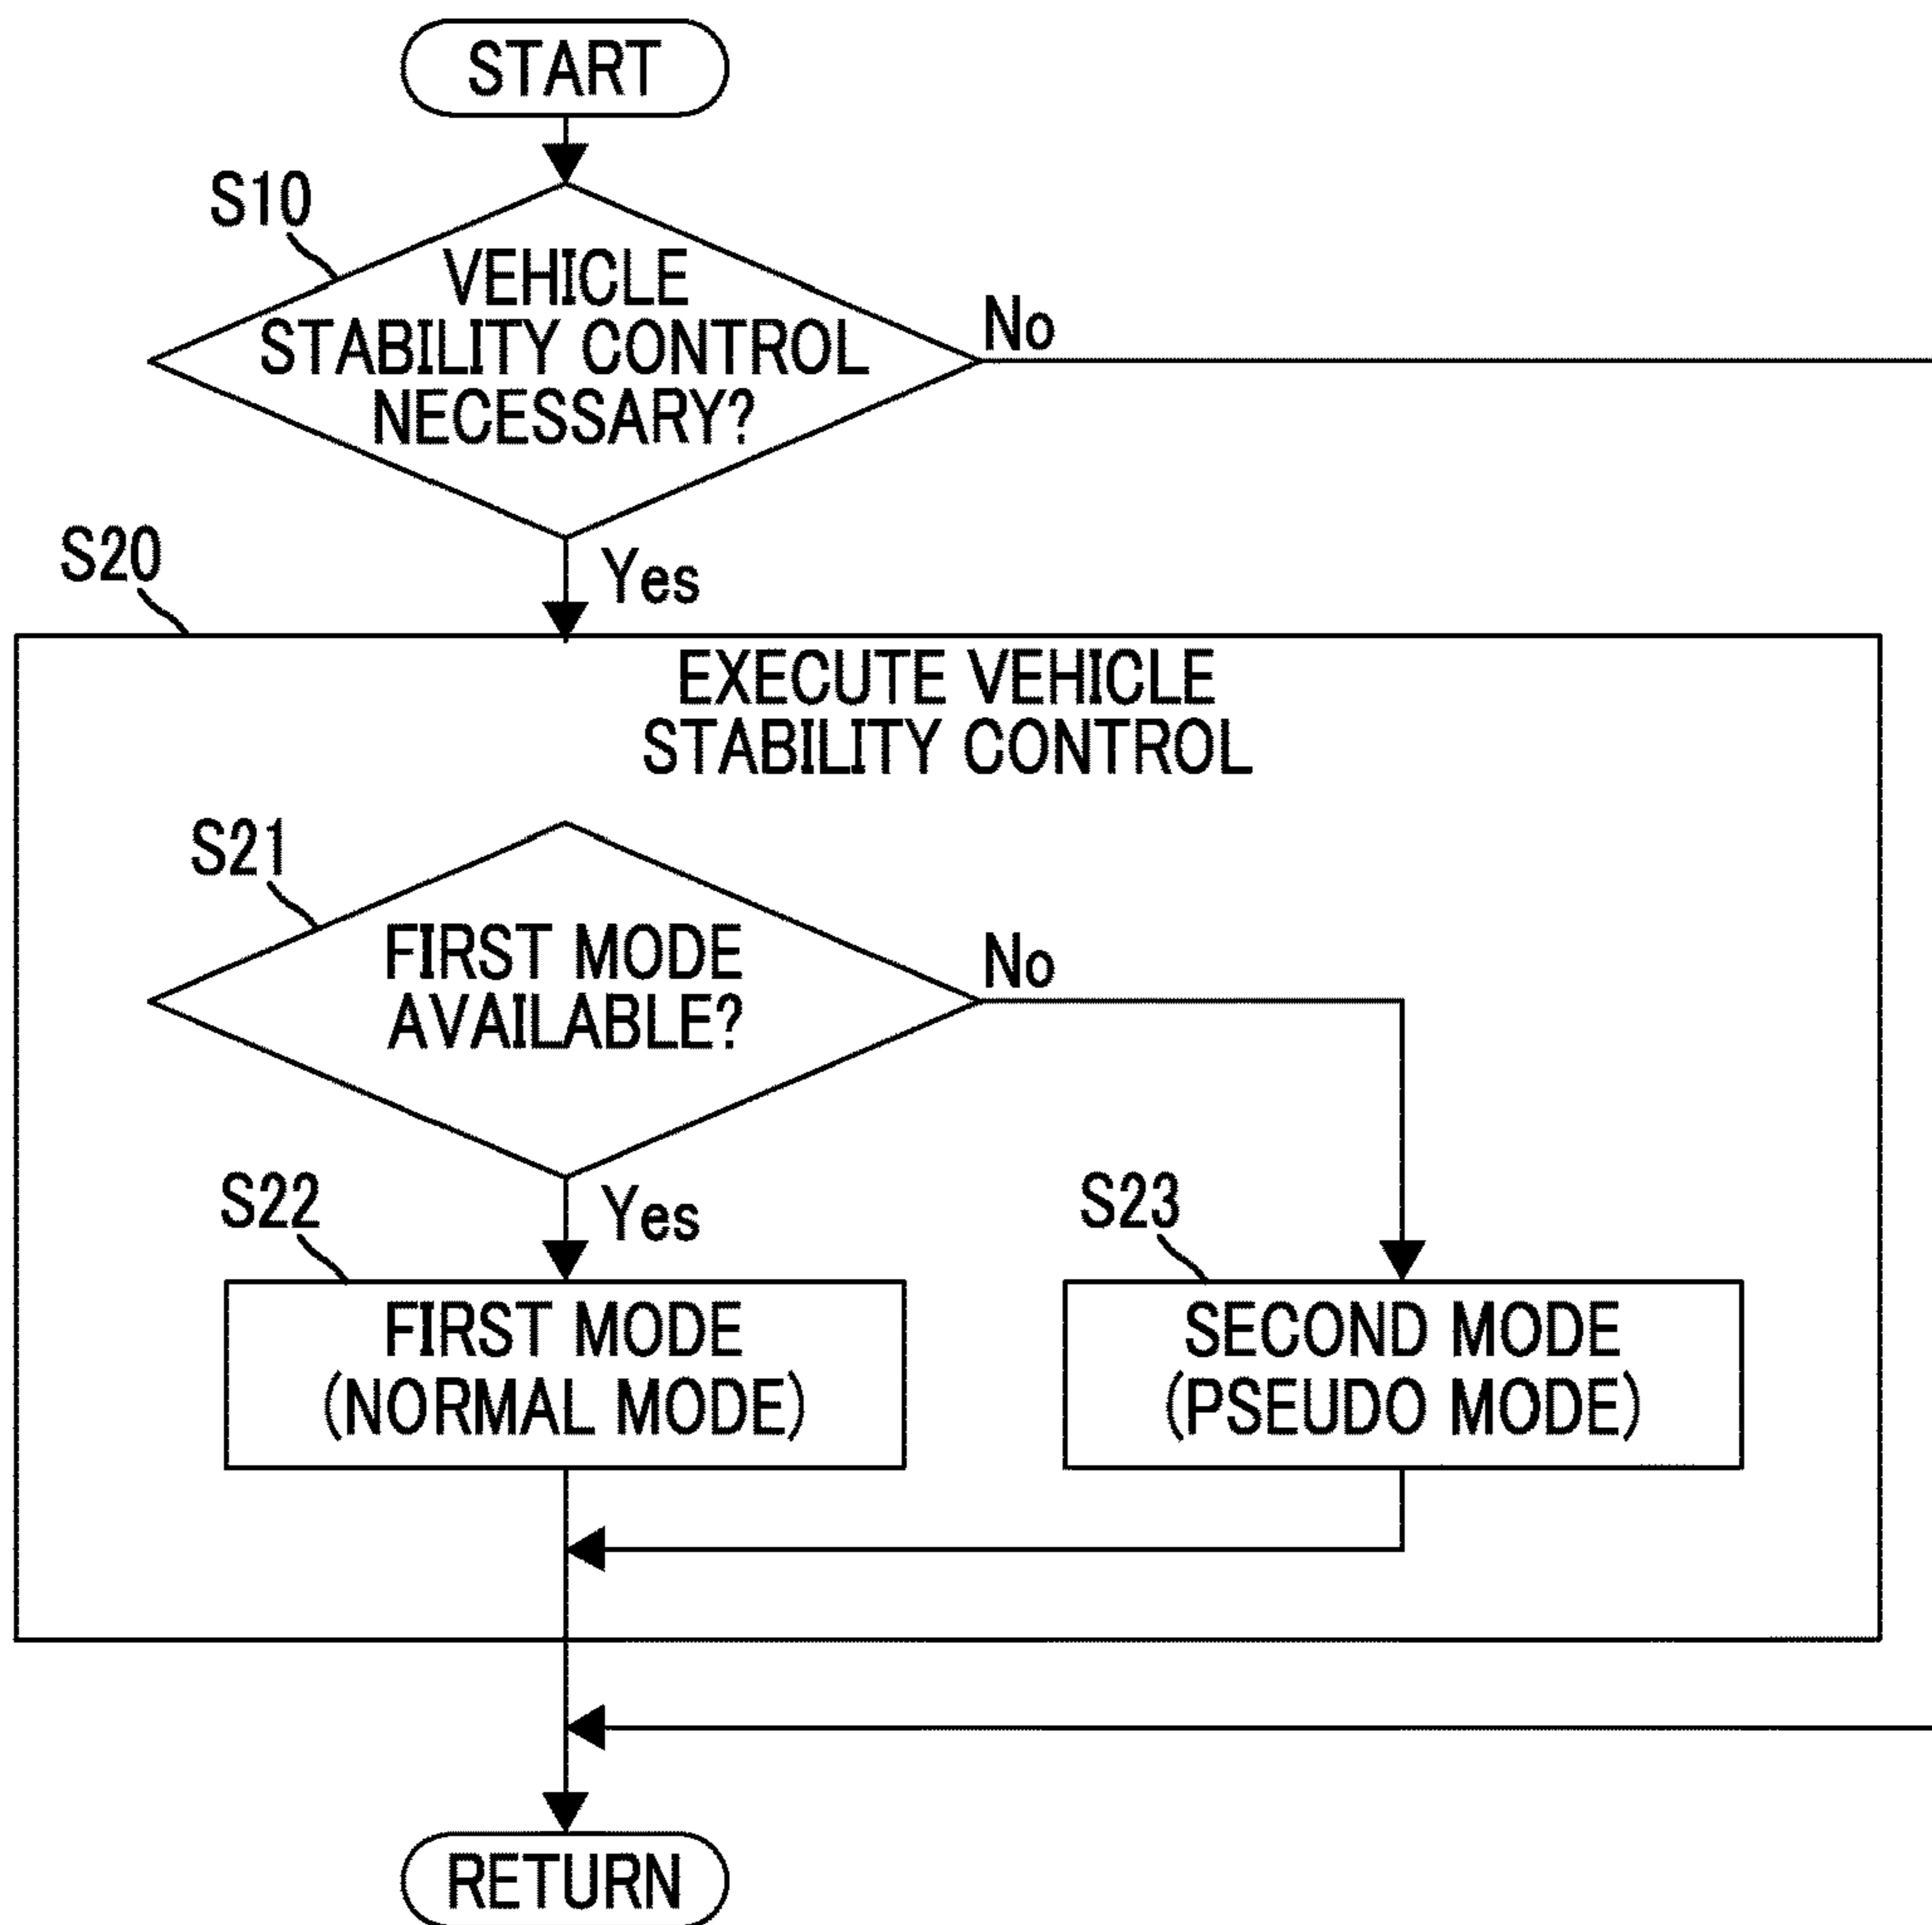 START
S10
VEHICLE
STABILITY CONTROL
NECESSARY?
No
Yes
S20
EXECUTE VEHICLE
STABILITY CONTROL
S21
FIRST MODE
AVAILABLE?
No
Yes
S22
FIRST MODE
(NORMAL MODE)
S23
SECOND MODE
(PSEUDO MODE)
RETURN